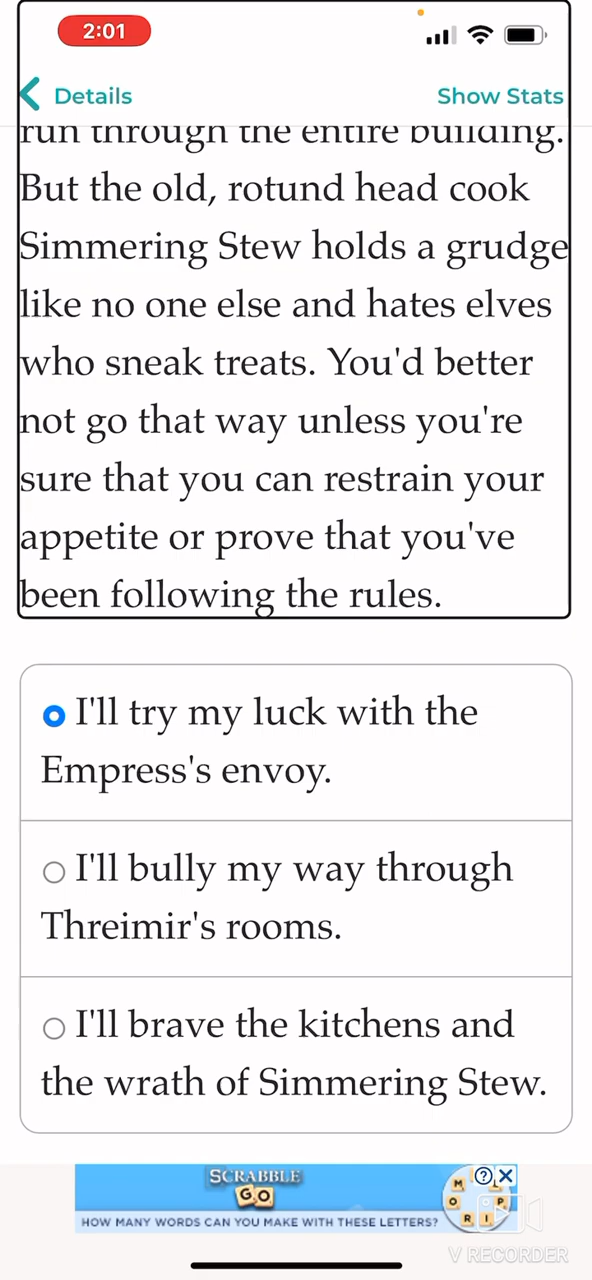 2:01
Details
Show Stats
run through the entire building.
But the old, rotund head cook
Simmering Stew holds a grudge
like no one else and hates elves
who sneak treats. You'd better
not go that way unless you're
sure that you can restrain your
appetite or prove that you've
been following the rules.
I'll try my luck with the
Empress's envoy.
I'll bully my way through
Threimir's rooms.
I'll brave the kitchens and
the wrath of Simmering Stew.
SCRABBLE
GO
HOW MANY WORDS CAN YOU MAKE WITH THESE LETTERS?
M
O
P
R I
V RECORDER